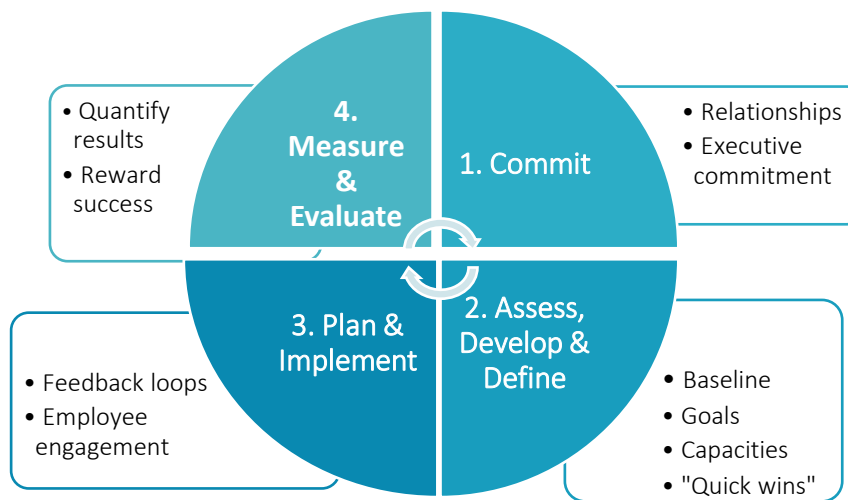 4.
Measure
&
Evaluate
• Quantify
results
• Reward
success
1. Commit
• Relationships
• Executive
commitment
3. Plan &
Implement
• Feedback loops
• Employee
engagement
2. Assess,
Develop &
Define
• Baseline
• Goals
• Capacities
• "Quick wins"